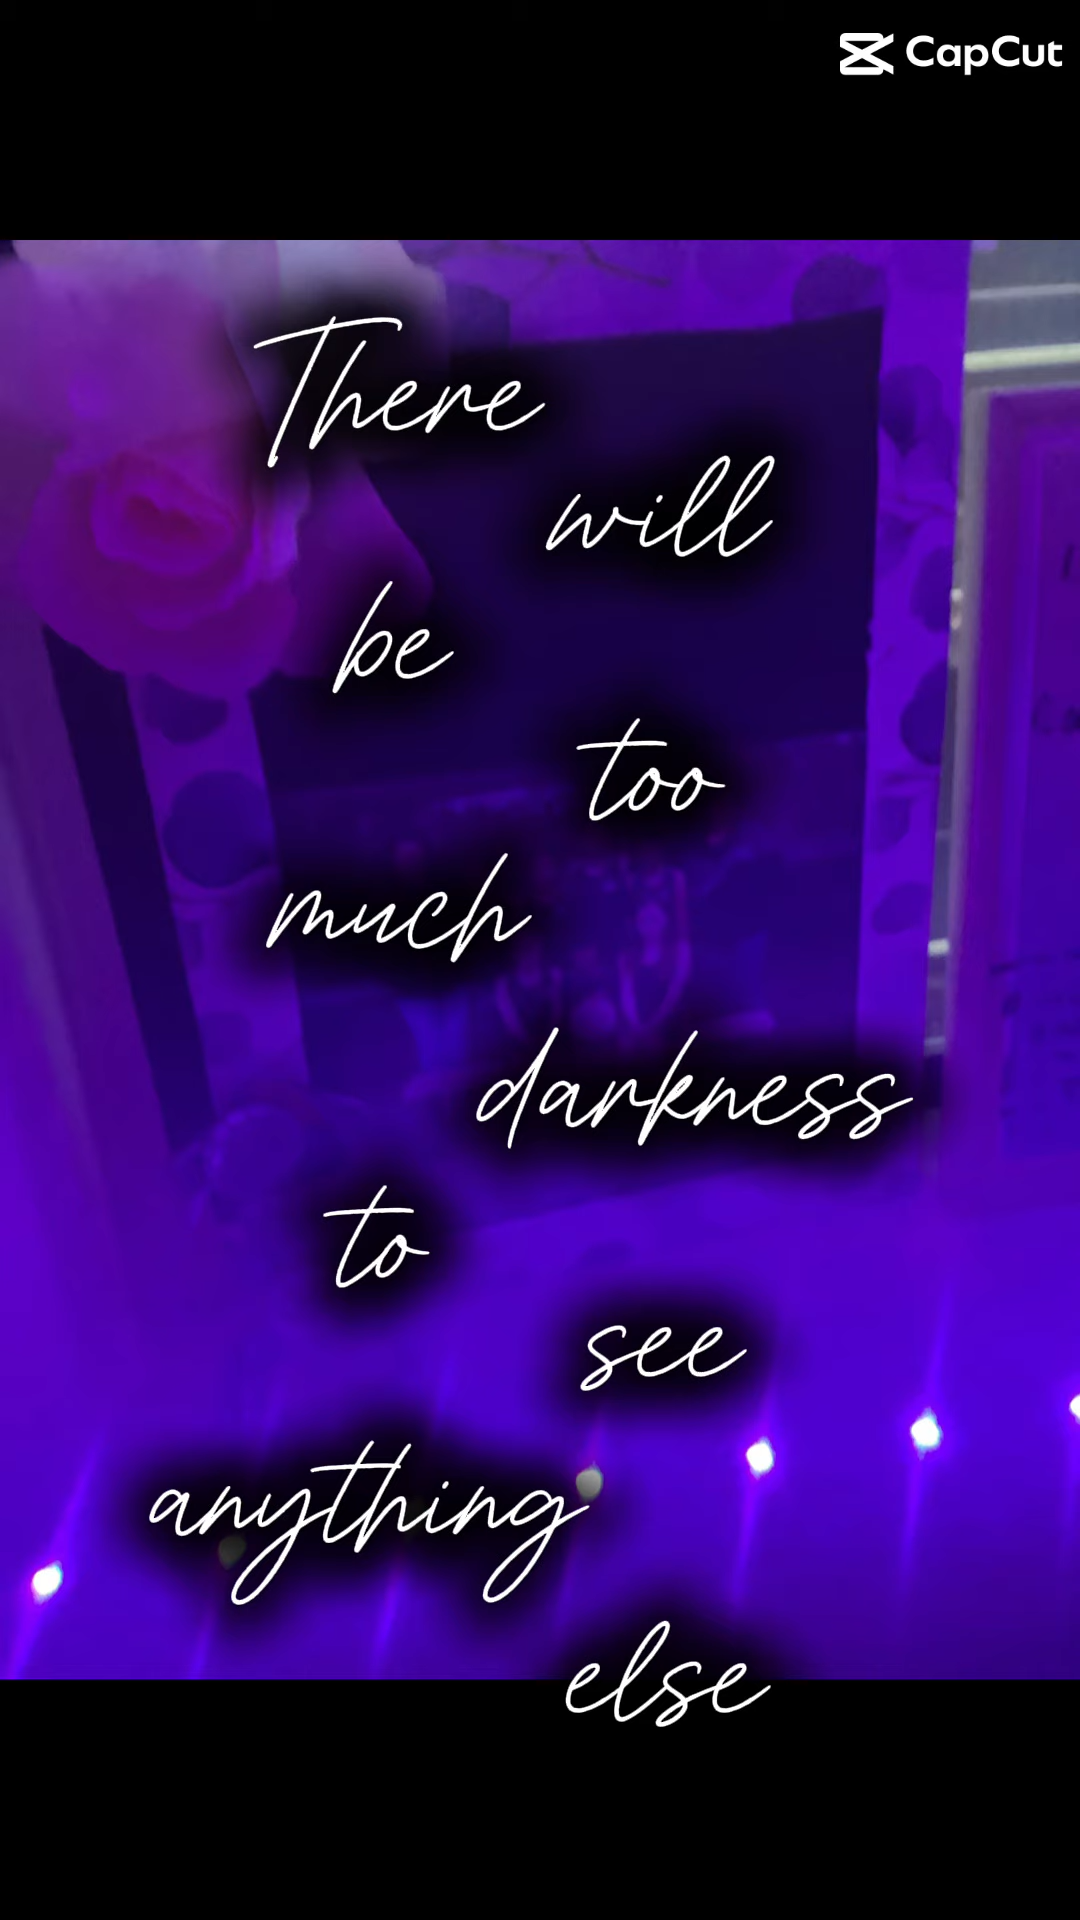 CapCut
There
will
be
too
much
darkness
to
see
anything
else